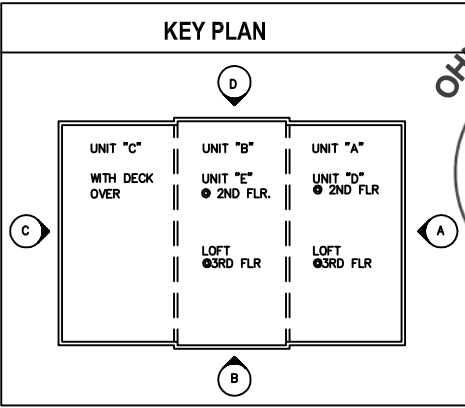 KEY PLAN
D
UNIT "C"
WITH DECK
OVER
UNIT "B"
UNIT "E"
@ 2ND FLR.
LOFT
@3RD FLR
UNIT "A"
UNIT "D"
@ 2ND FLR
LOFT
@3RD FLR
C
A
B